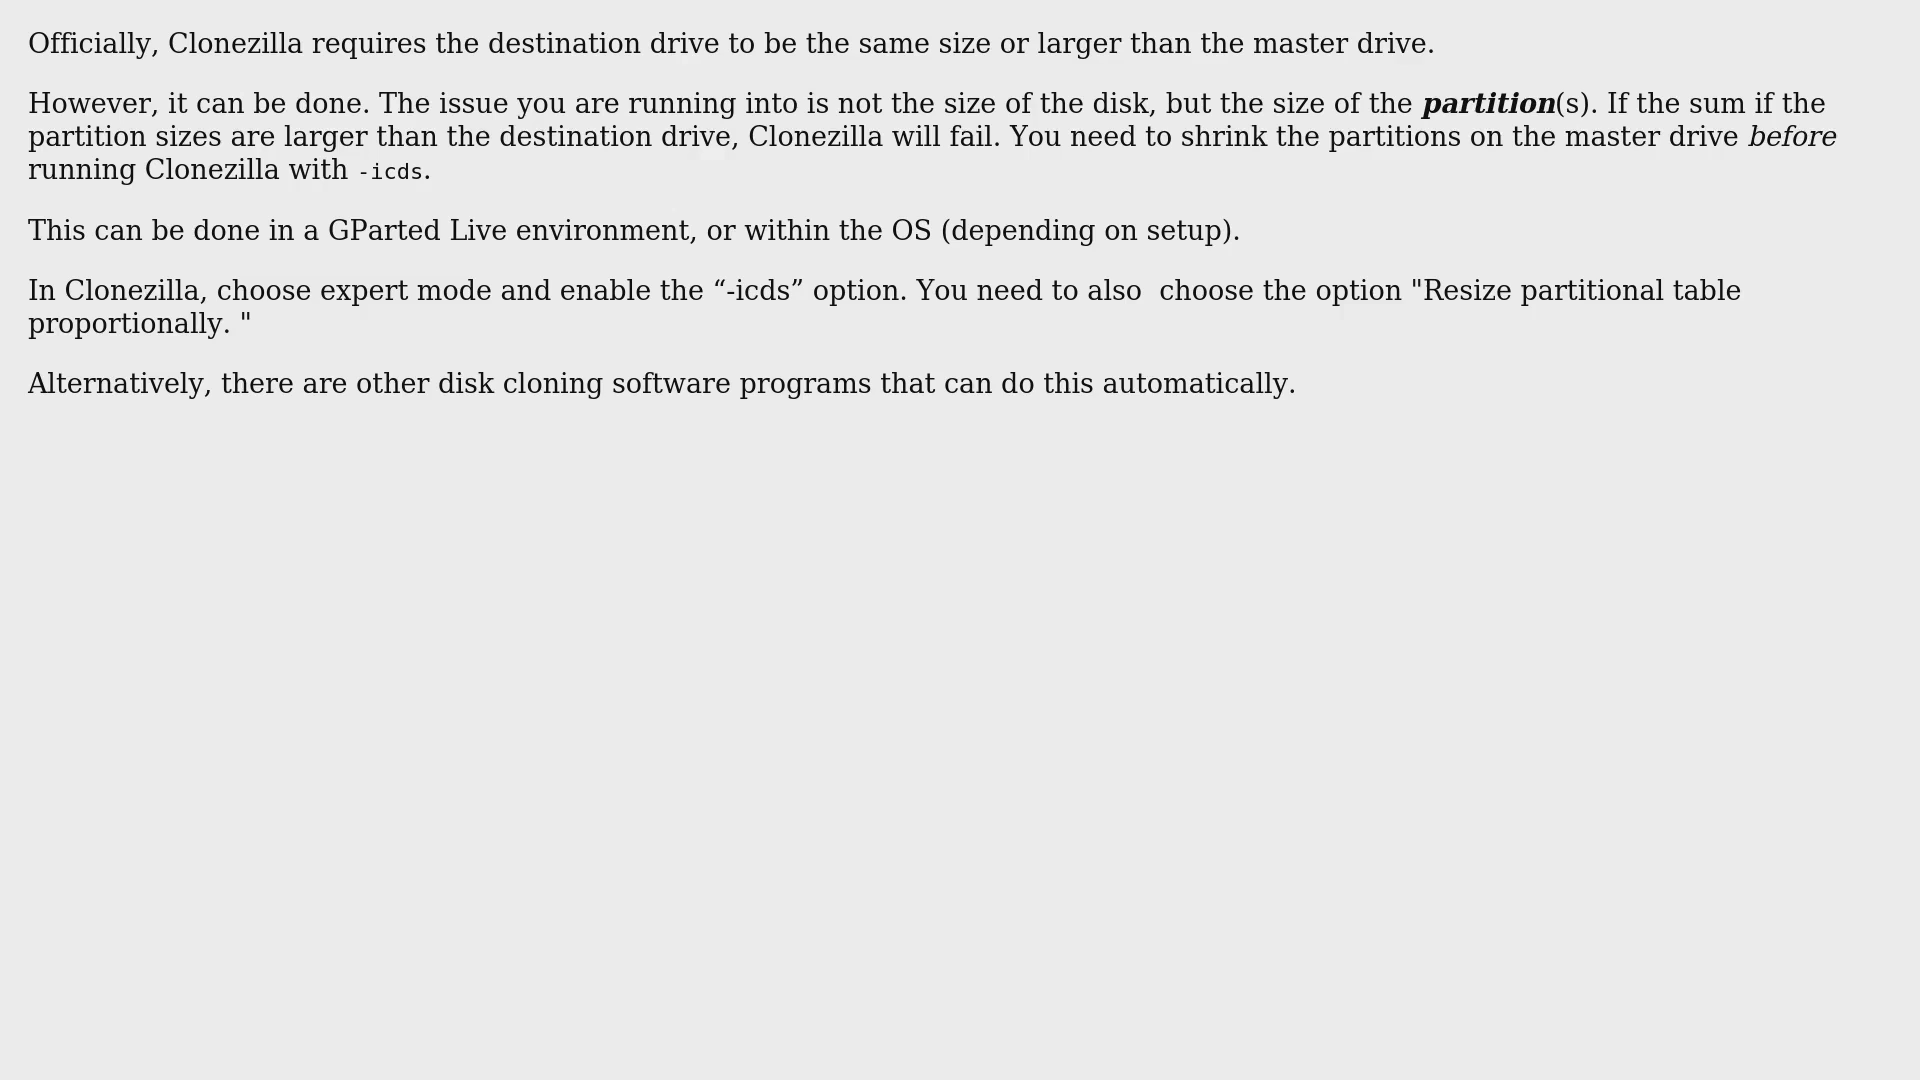 Officially, Clonezilla requires the destination drive to be the same size or larger than the master drive.
However, it can be done. The issue you are running into is not the size of the disk, but the size of the partition(s). If the sum if the
partition sizes are larger than the destination drive, Clonezilla will fail. You need to shrink the partitions on the master drive before
running Clonezilla with -icds.
This can be done in a GParted Live environment, or within the OS (depending on setup).
In Clonezilla, choose expert mode and enable the “-icds” option. You need to also  choose the option "Resize partitional table
proportionally. "
Alternatively, there are other disk cloning software programs that can do this automatically.